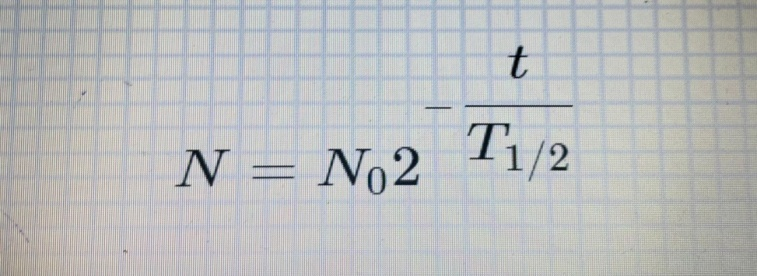 N = N₀2^(-t/T₁/₂)